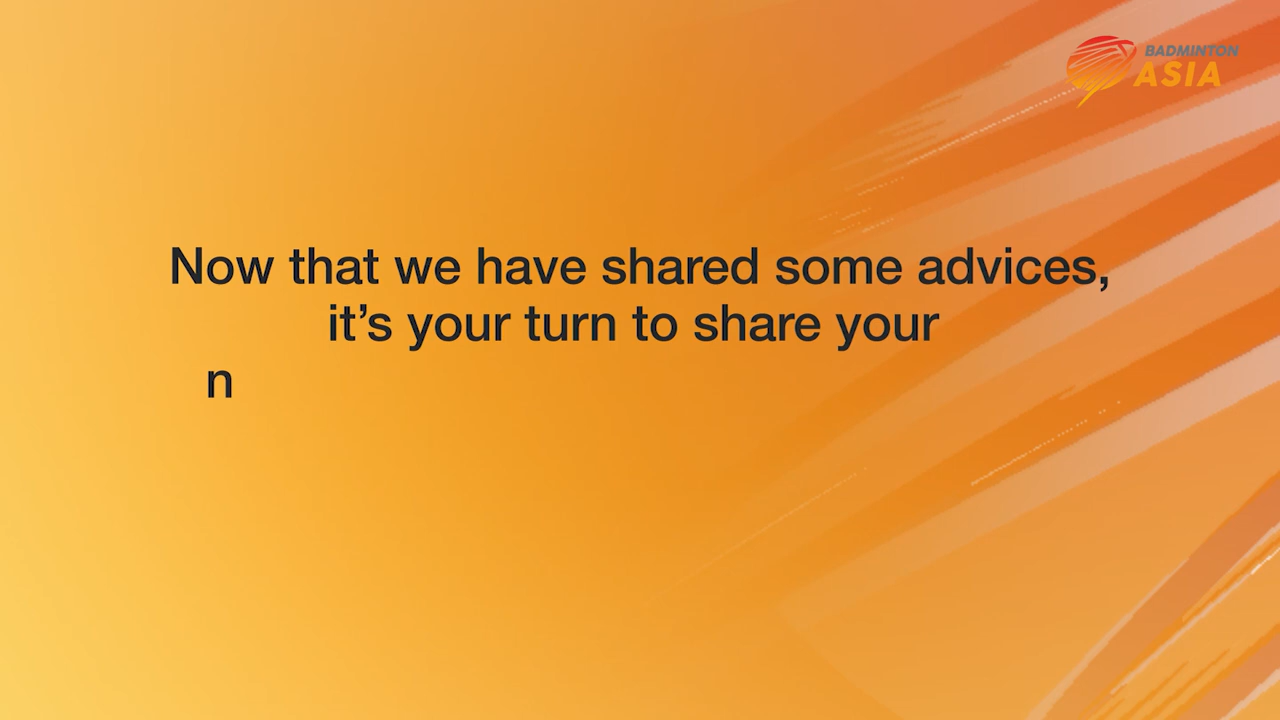 BADMINTON
ASIA
Now that we have shared some advices,
it’s your turn to share your
n